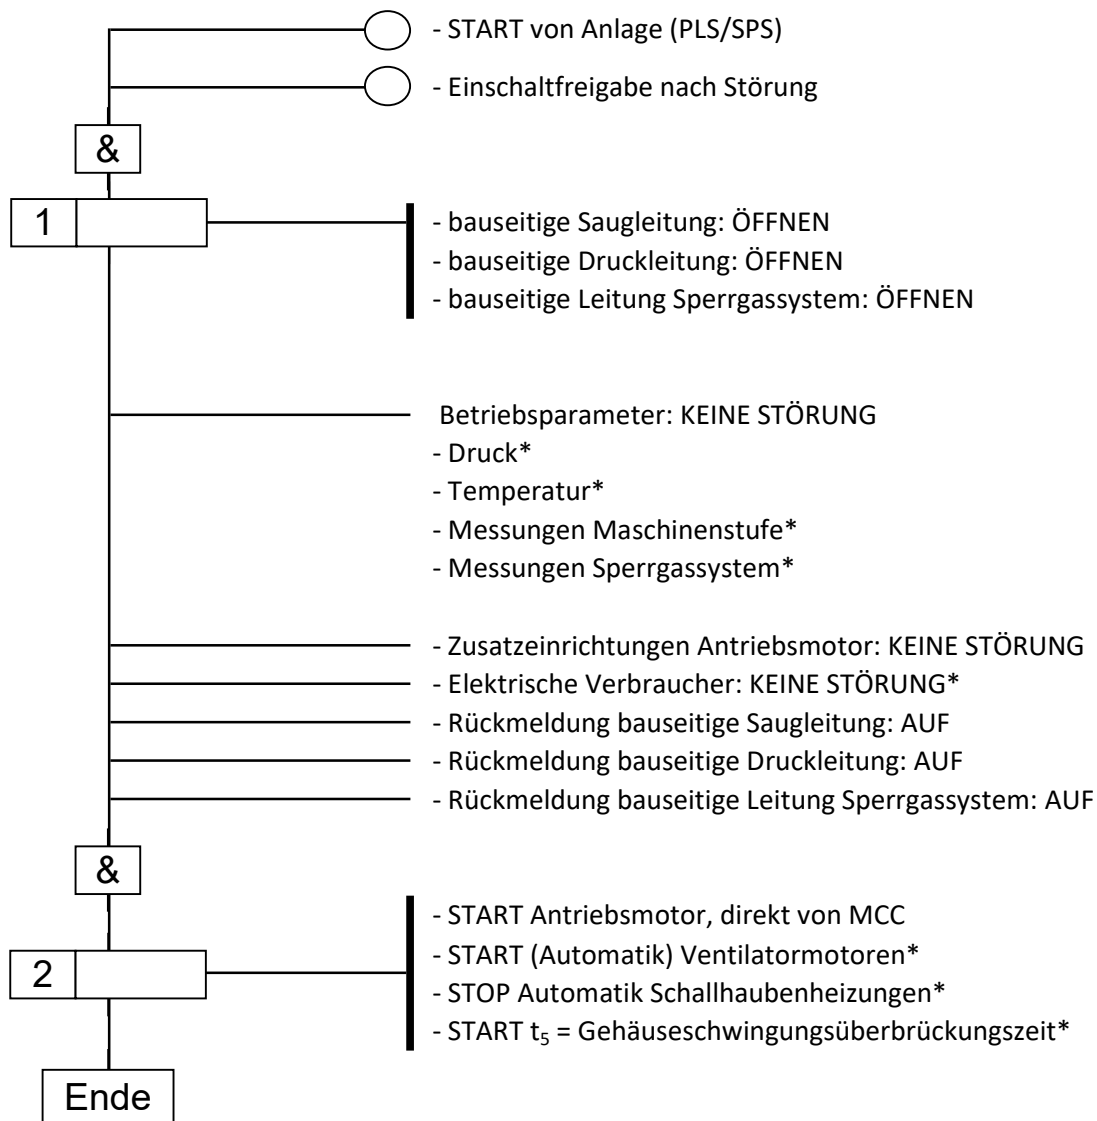 - START von Anlage (PLS/SPS)
- Einschaltfreigabe nach Störung
&
1
- bauseitige Saugleitung: ÖFFNEN
- bauseitige Druckleitung: ÖFFNEN
- bauseitige Leitung Sperrgassystem: ÖFFNEN
Betriebsparameter: KEINE STÖRUNG
- Druck*
- Temperatur*
- Messungen Maschinenstufe*
- Messungen Sperrgassystem*
- Zusatzeinrichtungen Antriebsmotor: KEINE STÖRUNG
- Elektrische Verbraucher: KEINE STÖRUNG*
- Rückmeldung bauseitige Saugleitung: AUF
- Rückmeldung bauseitige Druckleitung: AUF
- Rückmeldung bauseitige Leitung Sperrgassystem: AUF
&
2
- START Antriebsmotor, direkt von MCC
- START (Automatik) Ventilatormotoren*
- STOP Automatik Schallhaubenheizungen*
- START t₅ = Gehäuseschwingungsüberbrückungszeit*
Ende